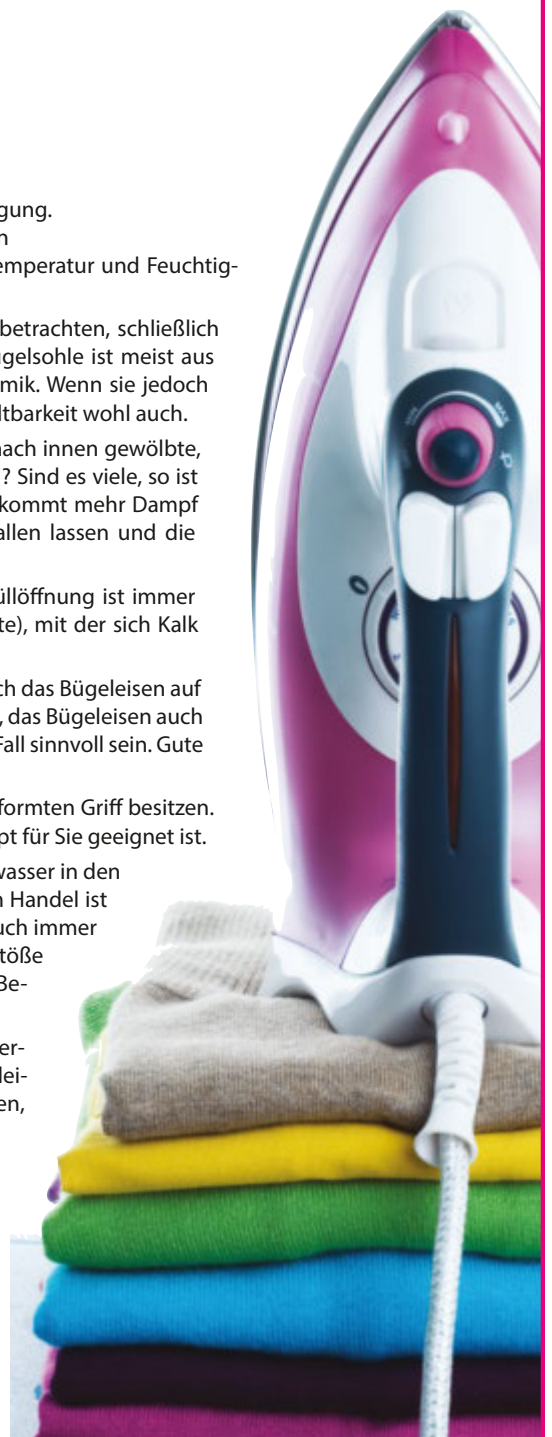 gung.
n
emperatur und Feuchtig-
betrachten, schließlich
gelsohle ist meist aus
mik. Wenn sie jedoch
ltbarkeit wohl auch.
nach innen gewölbte,
? Sind es viele, so ist
kommt mehr Dampf
allen lassen und die
üllöffnung ist immer
te), mit der sich Kalk
ch das Bügeleisen auf
, das Bügeleisen auch
Fall sinnvoll sein. Gute
formten Griff besitzen.
pt für Sie geeignet ist.
wasser in den
n Handel ist
uch immer
töße
Be-
er-
lei-
en,
MAX